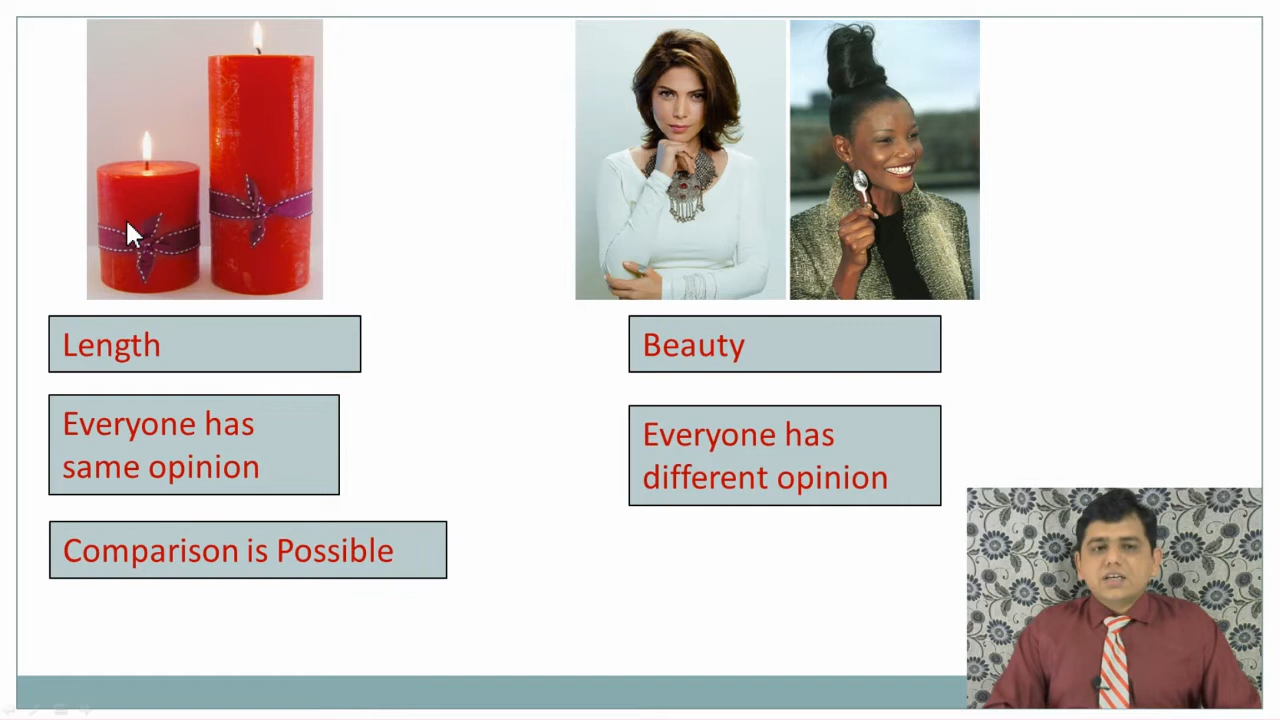 Length
Everyone has
same opinion
Comparison is Possible
Beauty
Everyone has
different opinion